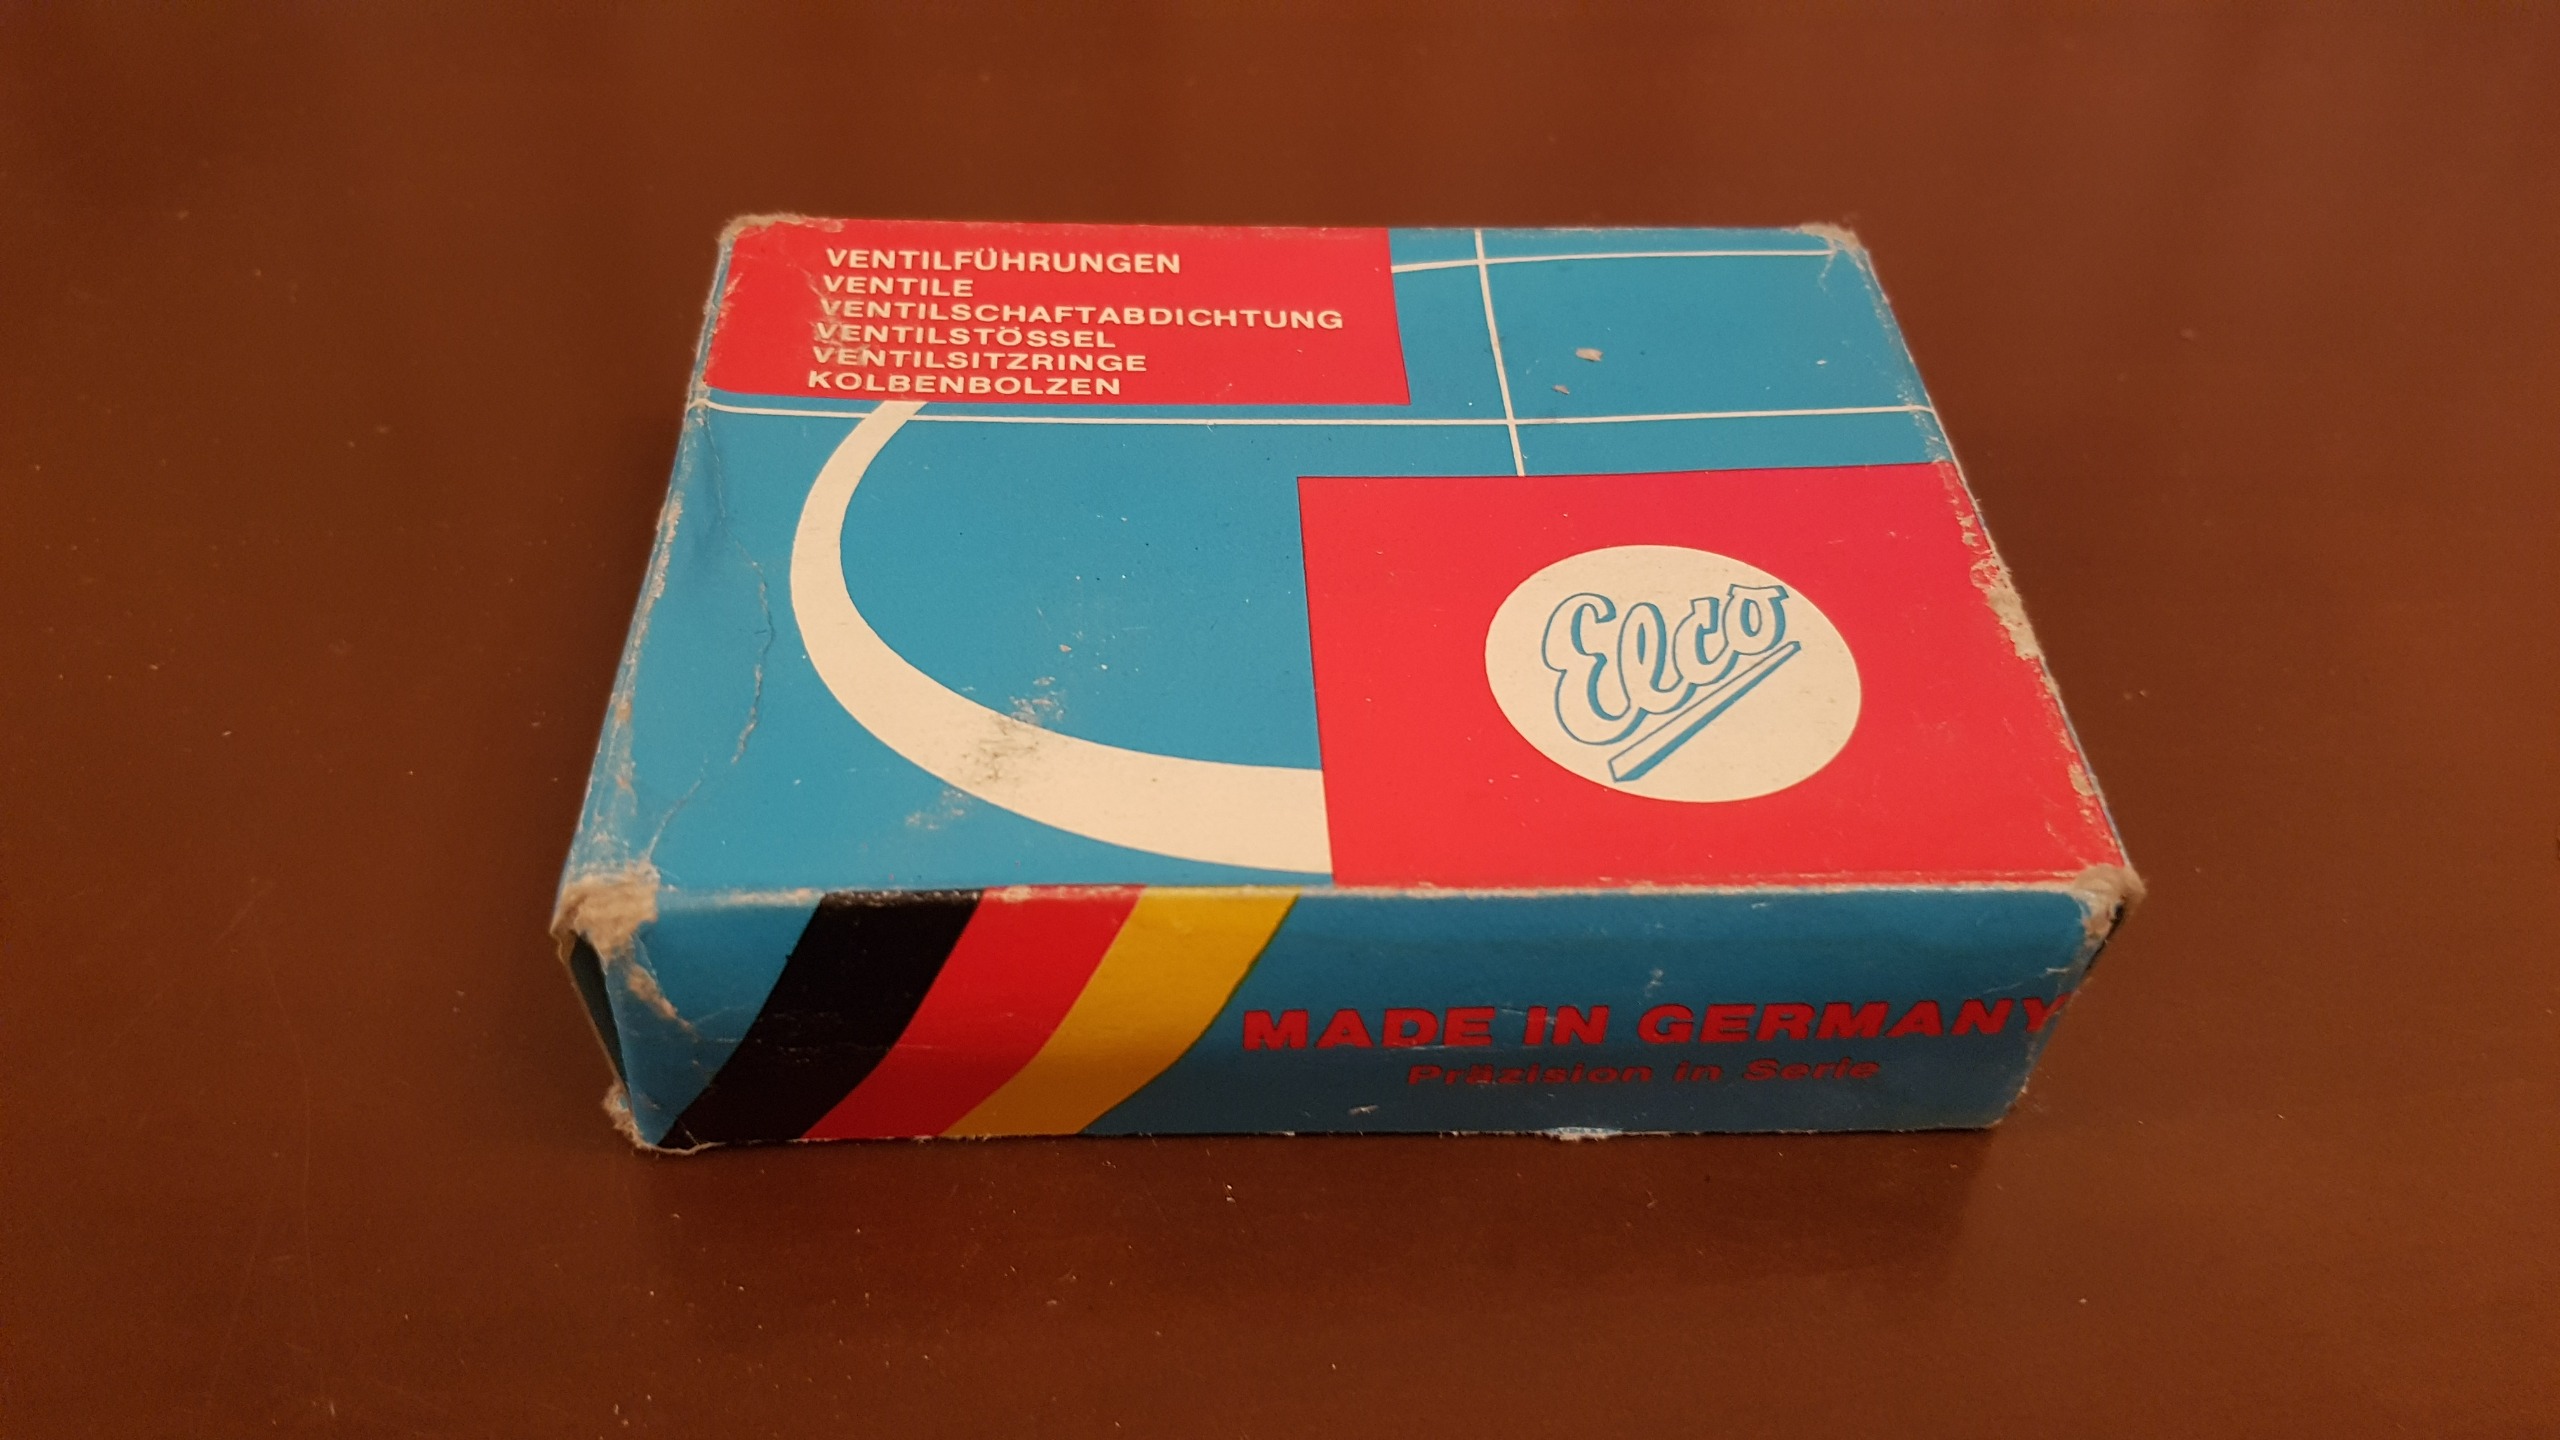 VENTILFÜHRUNGEN
VENTILE
VENTILSCHAFTABDICHTUNG
VENTILSTÖSSEL
VENTILSITZRINGE
KOLBENBOLZEN
Elco
MADE IN GERMANY
Präzision in Serie